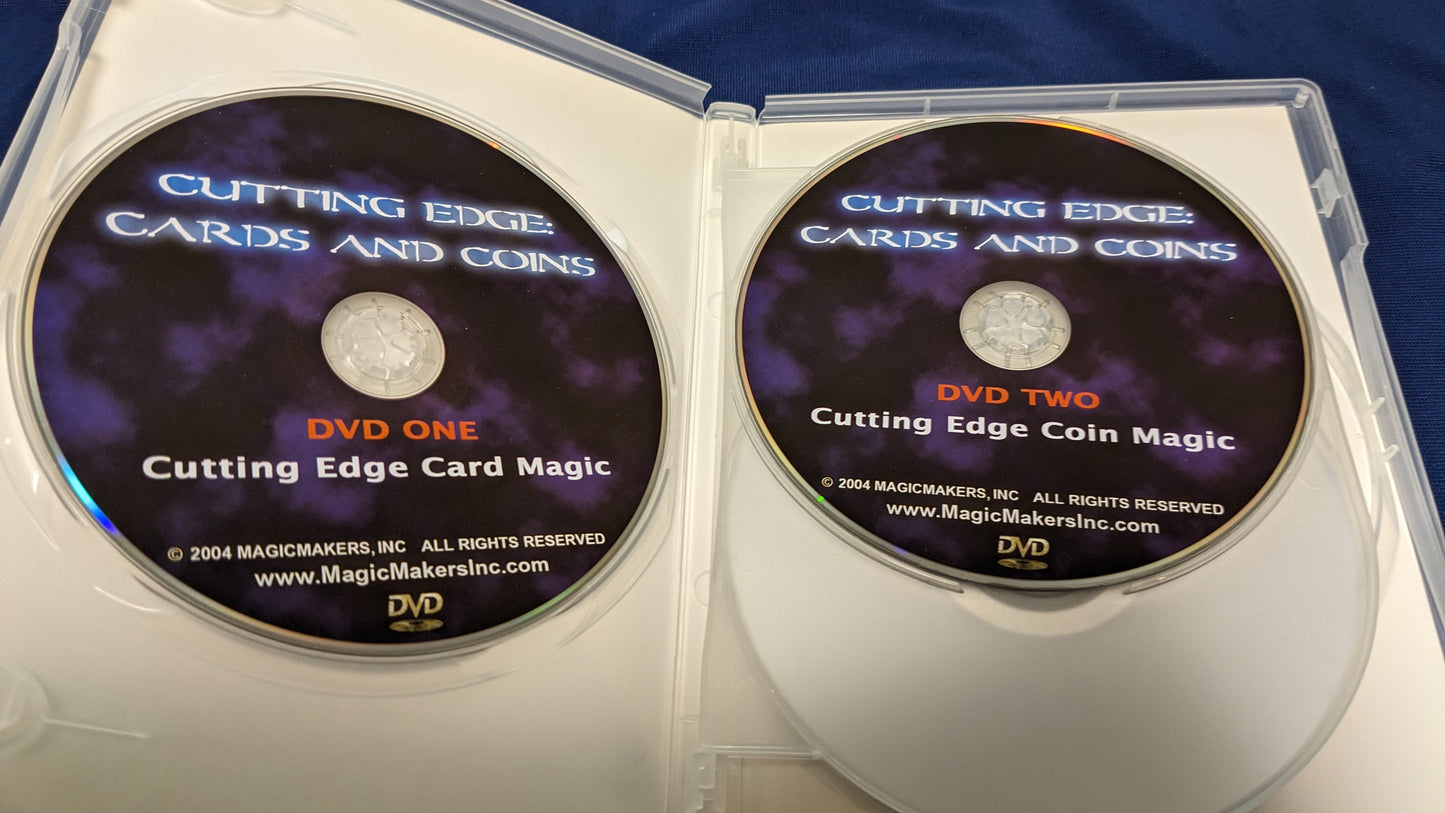 CUTTING EDGE:
CARDS AND COINS
DVD ONE
Cutting Edge Card Magic
© 2004 MAGICMAKERS, INC ALL RIGHTS RESERVED
www.MagicMakersInc.com
DVD
CUTTING EDGE:
CARDS AND COINS
DVD TWO
Cutting Edge Coin Magic
© 2004 MAGICMAKERS, INC ALL RIGHTS RESERVED
www.MagicMakersInc.com
DVD